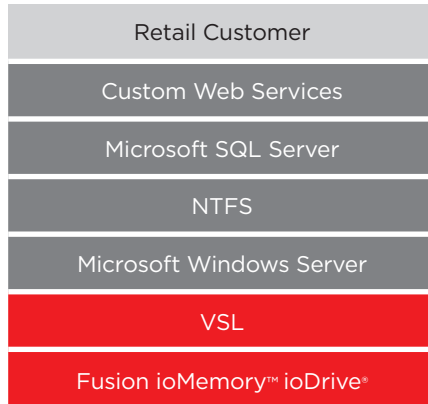 Retail Customer
Custom Web Services
Microsoft SQL Server
NTFS
Microsoft Windows Server
VSL
Fusion ioMemory™ ioDrive®